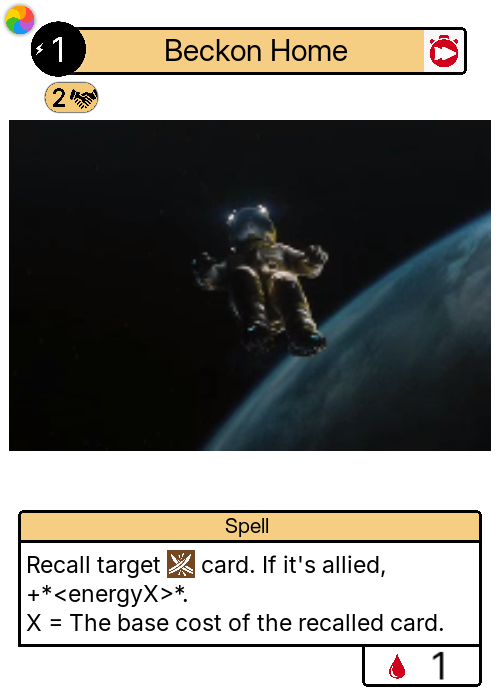 1
Beckon Home
2
Spell
Recall target card. If it's allied,
+*<energyX>*.
X = The base cost of the recalled card.
1